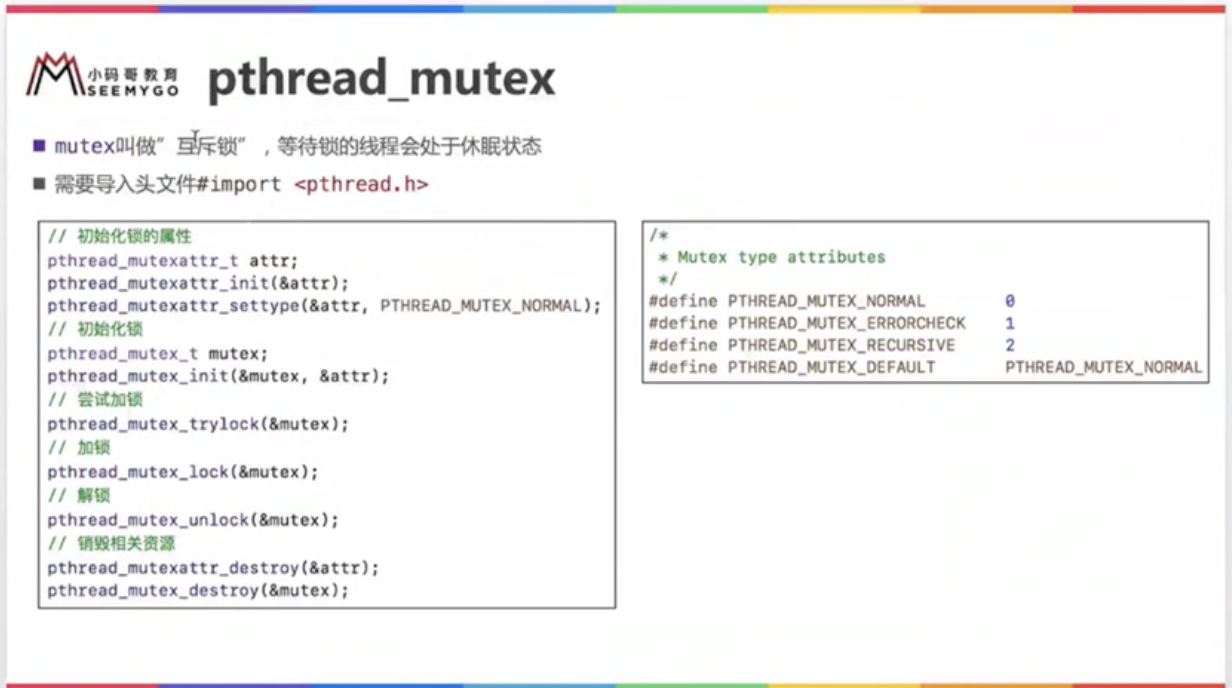 小码哥教育
SEEMYGO
pthread_mutex
mutex叫做”互斥锁”，等待锁的线程会处于休眠状态
需要导入头文件#import <pthread.h>
// 初始化锁的属性
pthread_mutexattr_t attr;
pthread_mutexattr_init(&attr);
pthread_mutexattr_settype(&attr, PTHREAD_MUTEX_NORMAL);
// 初始化锁
pthread_mutex_t mutex;
pthread_mutex_init(&mutex, &attr);
// 尝试加锁
pthread_mutex_trylock(&mutex);
// 加锁
pthread_mutex_lock(&mutex);
// 解锁
pthread_mutex_unlock(&mutex);
// 销毁相关资源
pthread_mutexattr_destroy(&attr);
pthread_mutex_destroy(&mutex);
/*
 * Mutex type attributes
 */
#define PTHREAD_MUTEX_NORMAL 0
#define PTHREAD_MUTEX_ERRORCHECK 1
#define PTHREAD_MUTEX_RECURSIVE 2
#define PTHREAD_MUTEX_DEFAULT PTHREAD_MUTEX_NORMAL